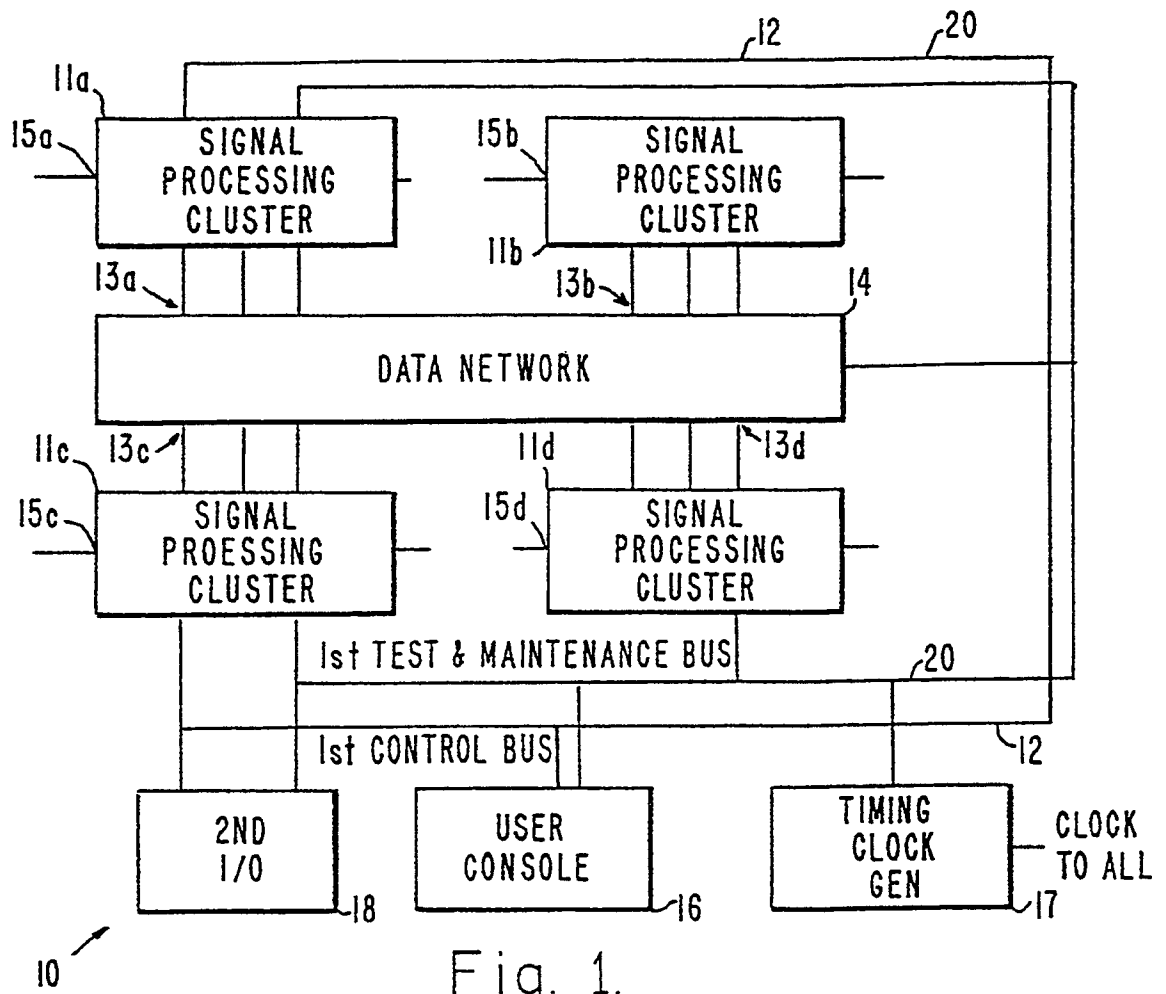 12
20
11a
15a
SIGNAL
PROCESSING
CLUSTER
15b
SIGNAL
PROCESSING
CLUSTER
11b
13a
13b
14
DATA NETWORK
13c
13d
11c
11d
15c
SIGNAL
PROESSING
CLUSTER
15d
SIGNAL
PROCESSING
CLUSTER
1st TEST & MAINTENANCE BUS
20
1st CONTROL BUS
12
2ND
I/O
18
USER
CONSOLE
16
TIMING
CLOCK
GEN
17
CLOCK
TO ALL
10
Fig. 1.